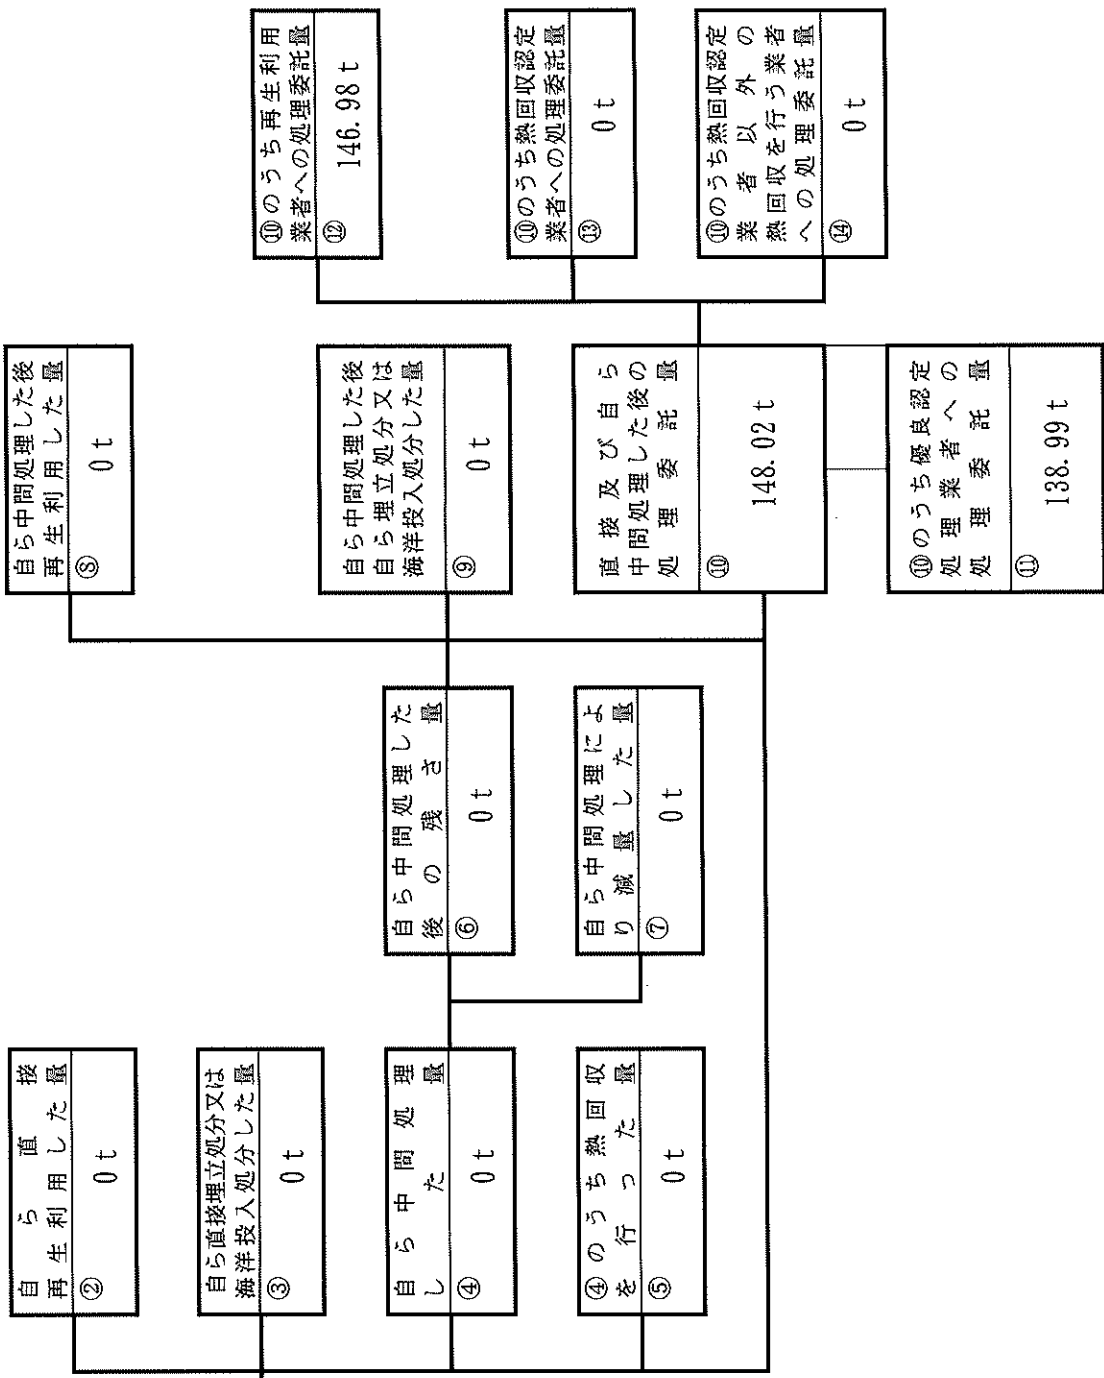 自ら直接
再生利用した量
② 0t
自ら直接埋立処分又は
海洋投入処分した量
③ 0t
自ら中間処理
した量
④ 0t
④のうち熱回収
を行った量
⑤ 0t
自ら中間処理した
後の残さ量
⑥ 0t
自ら中間処理によ
り減量した量
⑦ 0t
自ら中間処理した後
再生利用した量
⑧ 0t
自ら中間処理した後
自ら埋立処分又は
海洋投入処分した量
⑨ 0t
直接及び自ら
中間処理した後の
処理委託量
⑩ 148.02t
⑩のうち優良認定
処理業者への
処理委託量
⑪ 138.99t
⑩のうち再生利用
業者への処理委託量
⑫ 146.98t
⑩のうち熱回収認定
業者への処理委託量
⑬ 0t
⑩のうち熱回収認定
業者以外の
熱回収を行う業者
への処理委託量
⑭ 0t